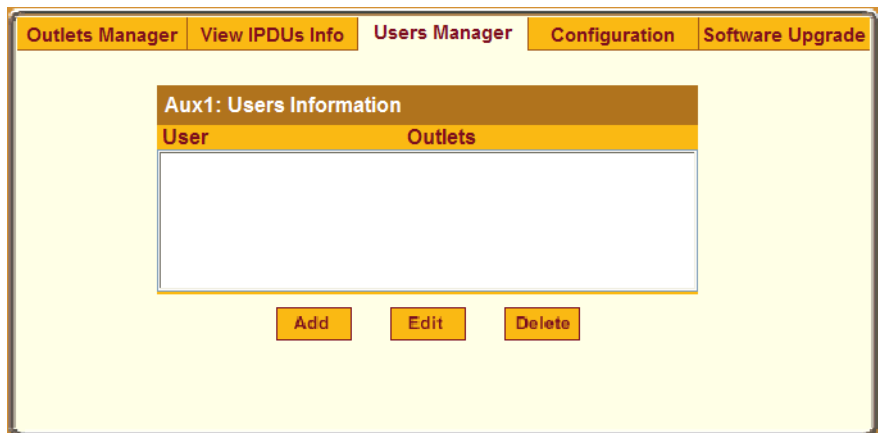 Outlets Manager View IPDUs Info Users Manager Configuration Software Upgrade
Aux1: Users Information
User Outlets
Add Edit Delete